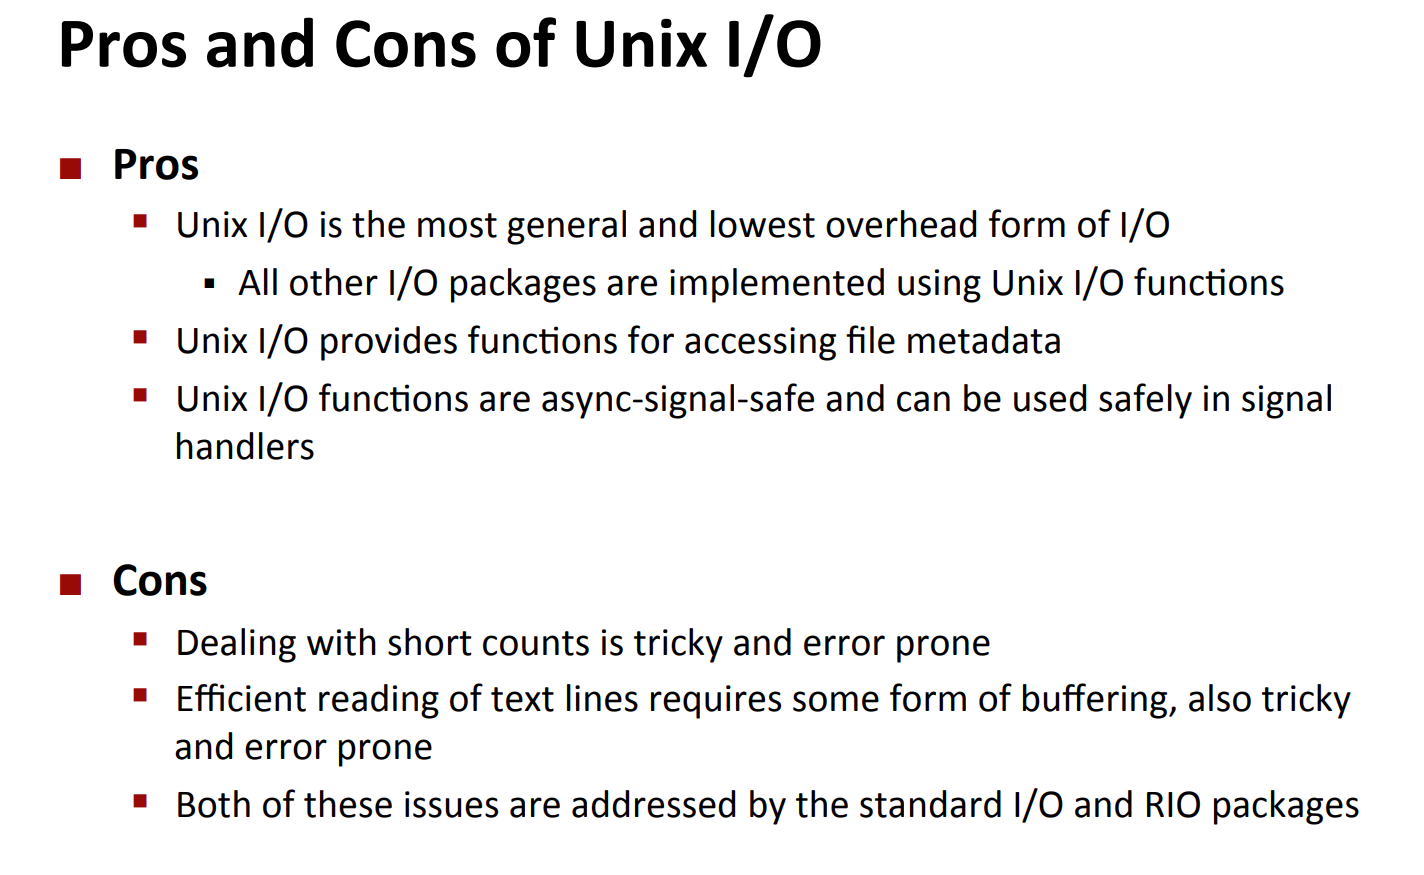 Pros and Cons of Unix I/O
Pros
Unix I/O is the most general and lowest overhead form of I/O
All other I/O packages are implemented using Unix I/O functions
Unix I/O provides functions for accessing file metadata
Unix I/O functions are async-signal-safe and can be used safely in signal
handlers
Cons
Dealing with short counts is tricky and error prone
Efficient reading of text lines requires some form of buffering, also tricky
and error prone
Both of these issues are addressed by the standard I/O and RIO packages